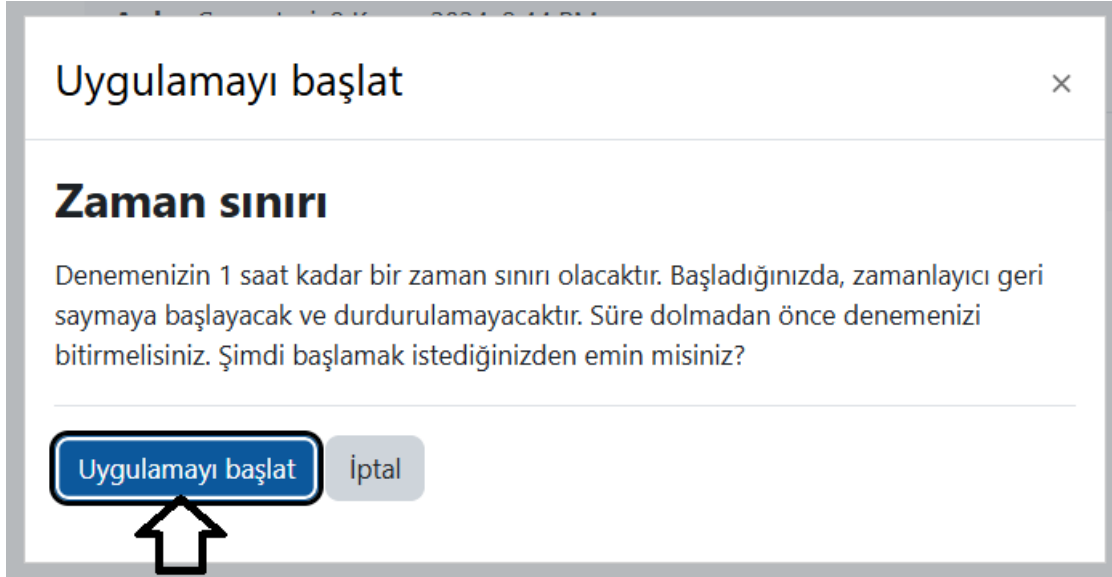 Uygulamayı başlat
×
Zaman sınırı
Denemenizin 1 saat kadar bir zaman sınırı olacaktır. Başladığınızda, zamanlayıcı geri
saymaya başlayacak ve durdurulamayacaktır. Süre dolmadan önce denemenizi
bitirmelisiniz. Şimdi başlamak istediğinizden emin misiniz?
Uygulamayı başlat İptal